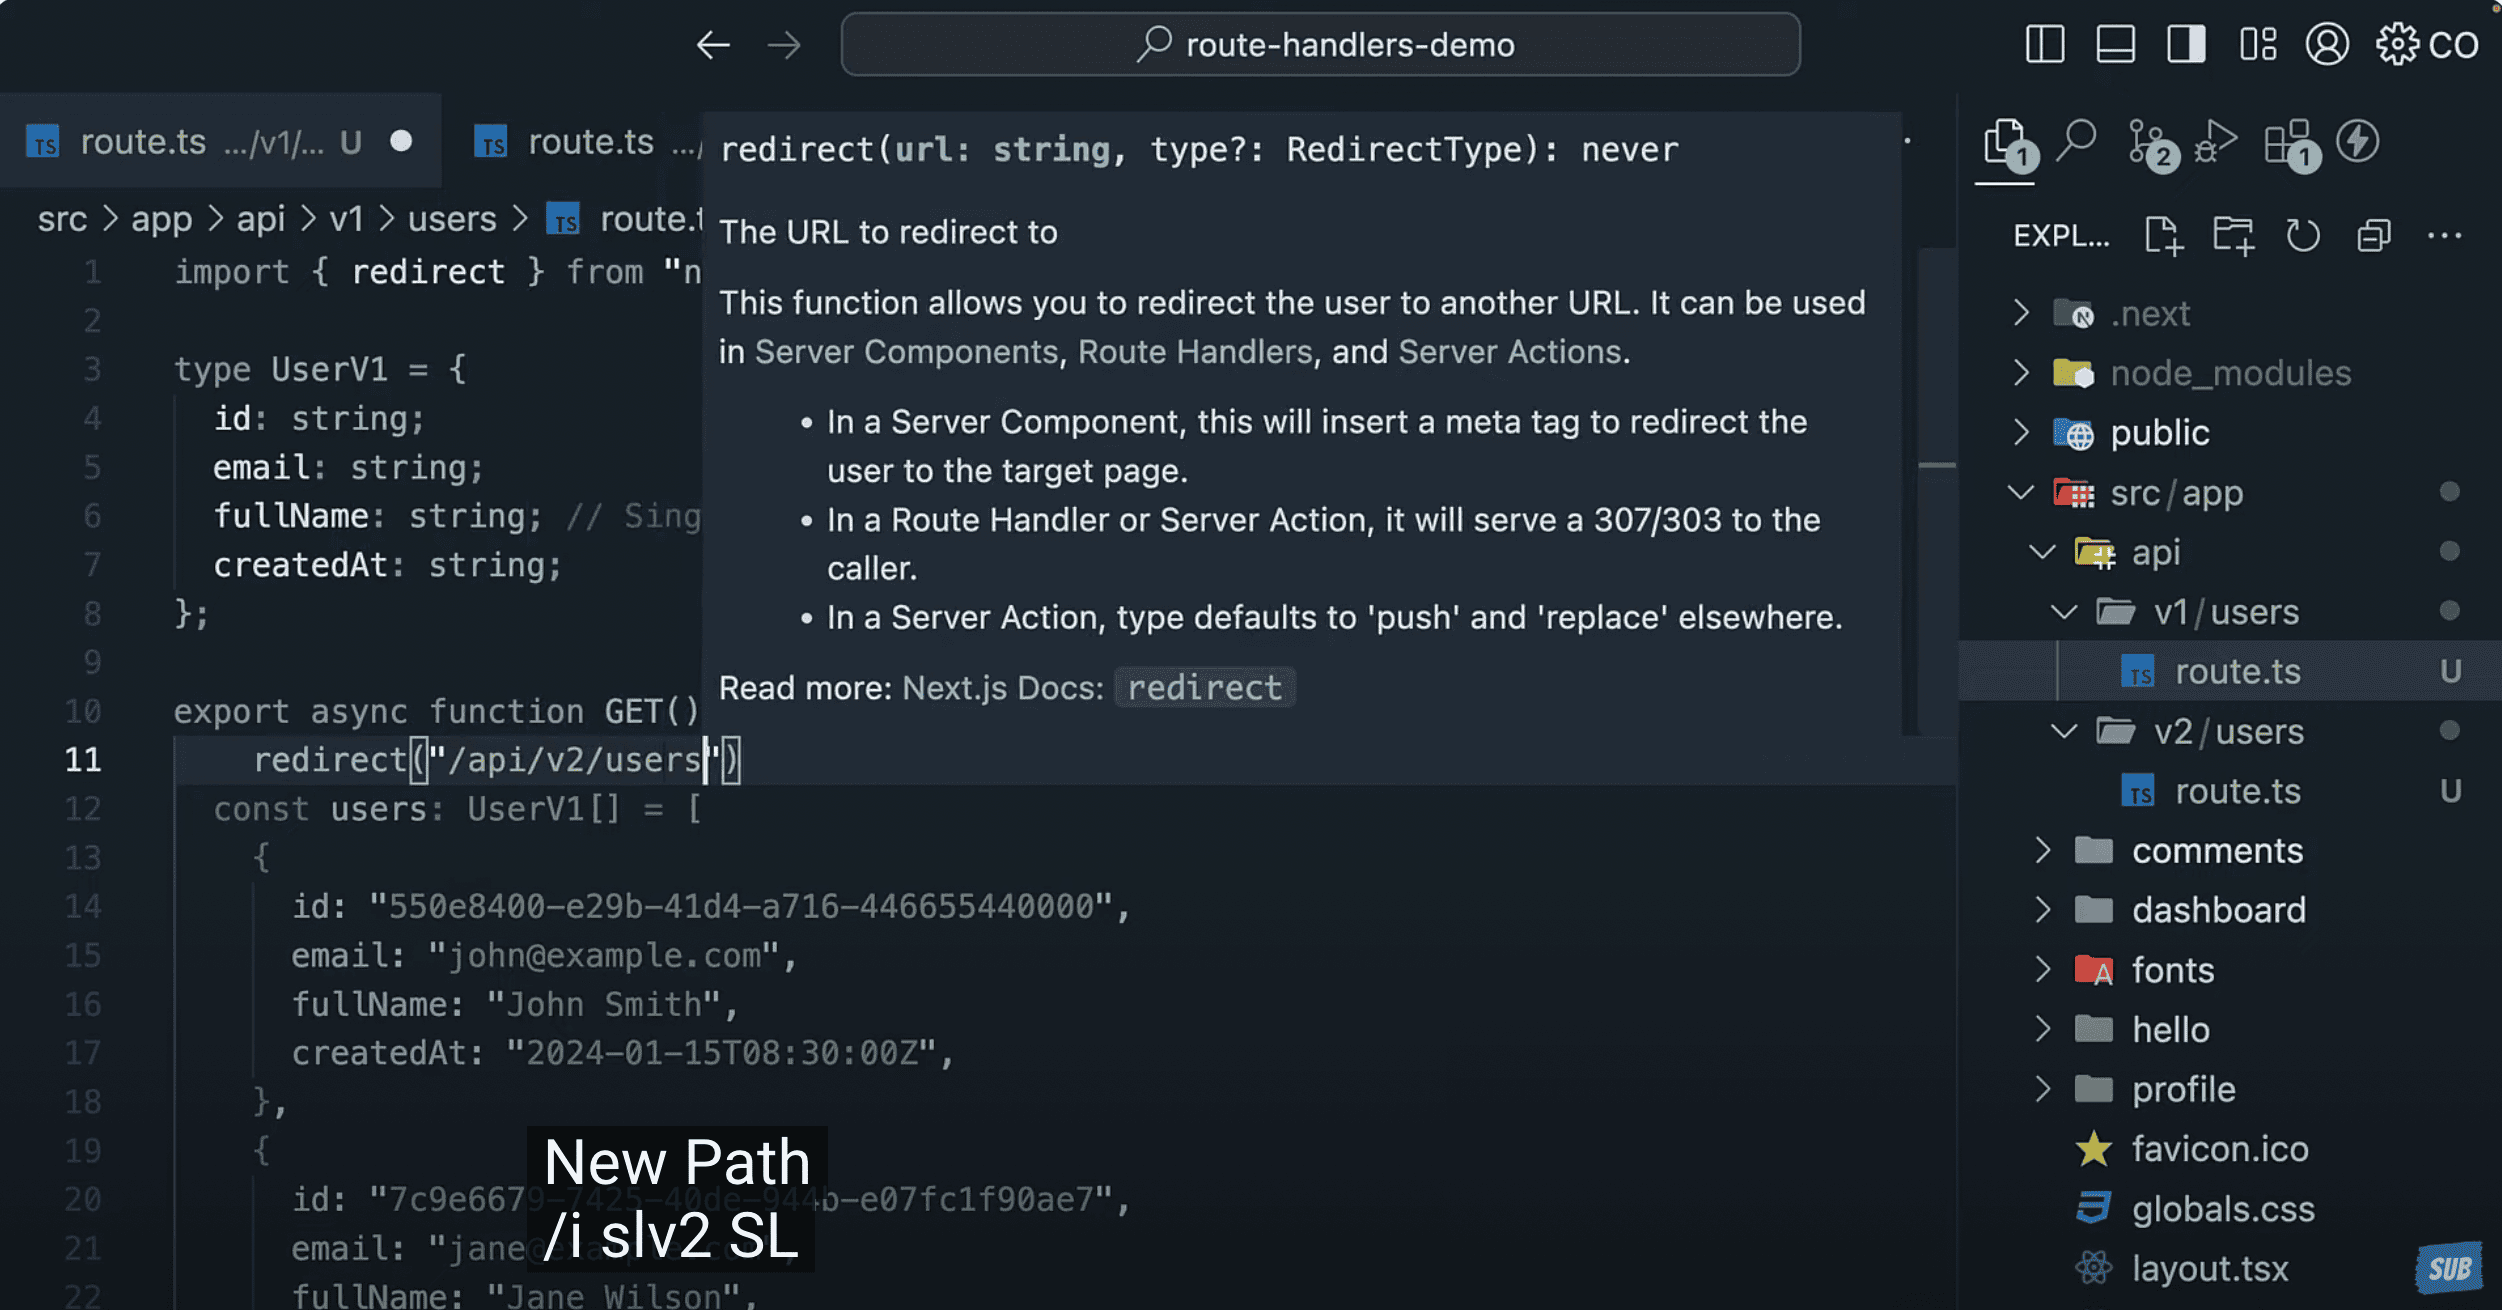 route-handlers-demo
CO
route.ts .../v1/... U
route.ts .../
src > app > api > v1 > users > route.t
1 import { redirect } from "n
2
3 type UserV1 = {
4 id: string;
5 email: string;
6 fullName: string; // Sing
7 createdAt: string;
8 };
9
10 export async function GET()
11 redirect("/api/v2/users")
12 const users: UserV1[] = [
13 {
14 id: "550e8400-e29b-41d4-a716-446655440000",
15 email: "john@example.com",
16 fullName: "John Smith",
17 createdAt: "2024-01-15T08:30:00Z",
18 },
19 {
20 id: "7c9e6679-7425-40de-944b-e07fc1f90ae7",
21 email: "jane@example.com",
22 fullName: "Jane Wilson",
redirect(url: string, type?: RedirectType): never
The URL to redirect to
This function allows you to redirect the user to another URL. It can be used
in Server Components, Route Handlers, and Server Actions.
• In a Server Component, this will insert a meta tag to redirect the
user to the target page.
• In a Route Handler or Server Action, it will serve a 307/303 to the
caller.
• In a Server Action, type defaults to 'push' and 'replace' elsewhere.
Read more: Next.js Docs: redirect
New Path
/i slv2 SL
1 2 1
EXPL...
.next
node_modules
public
src/app
api
v1/users
route.ts U
v2/users
route.ts U
comments
dashboard
fonts
hello
profile
favicon.ico
globals.css
layout.tsx
SUB